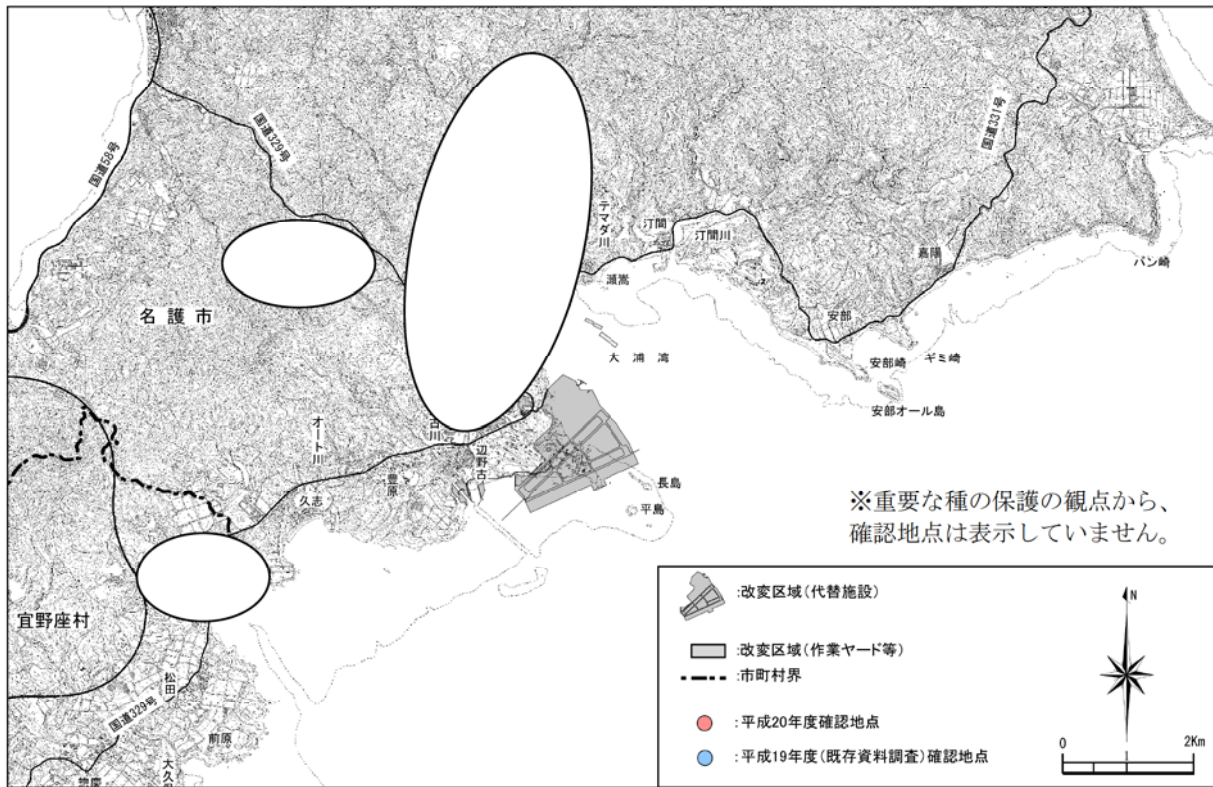 国道58号
国道329号
国道331号
テマダ川
汀間
汀間川
瀬嵩
嘉陽
バン崎
安部
名護市
大浦湾
安部崎
ギミ崎
安部オール島
オート川
古川
辺野古
豊原
久志
長島
平島
※重要な種の保護の観点から、
確認地点は表示していません。
宜野座村
松田
国道329号
前原
惣慶
:改変区域(代替施設)
:改変区域(作業ヤード等)
:市町村界
:平成20年度確認地点
:平成19年度(既存資料調査)確認地点
N
0 2Km